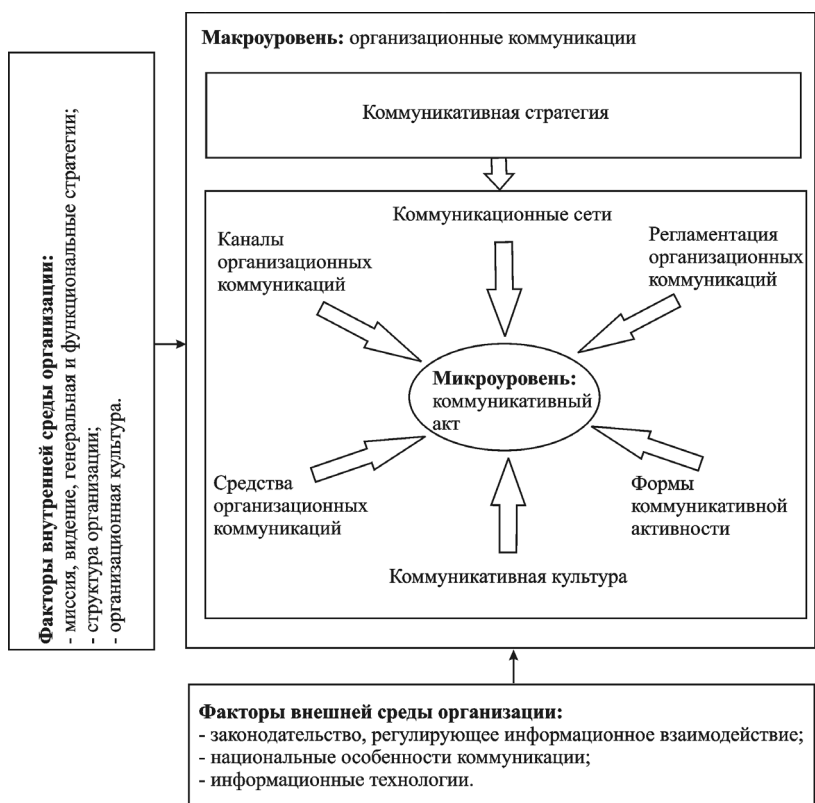 Макроуровень: организационные коммуникации
Коммуникативная стратегия
Коммуникационные сети
Каналы
организационных
коммуникаций
Регламентация
организационных
коммуникаций
Микроуровень:
коммуникативный
акт
Средства
организационных
коммуникаций
Формы
коммуникативной
активности
Коммуникативная культура
Факторы внутренней среды организации:
- миссия, видение, генеральная и функциональные стратегии;
- структура организации;
- организационная культура.
Факторы внешней среды организации:
- законодательство, регулирующее информационное взаимодействие;
- национальные особенности коммуникации;
- информационные технологии.